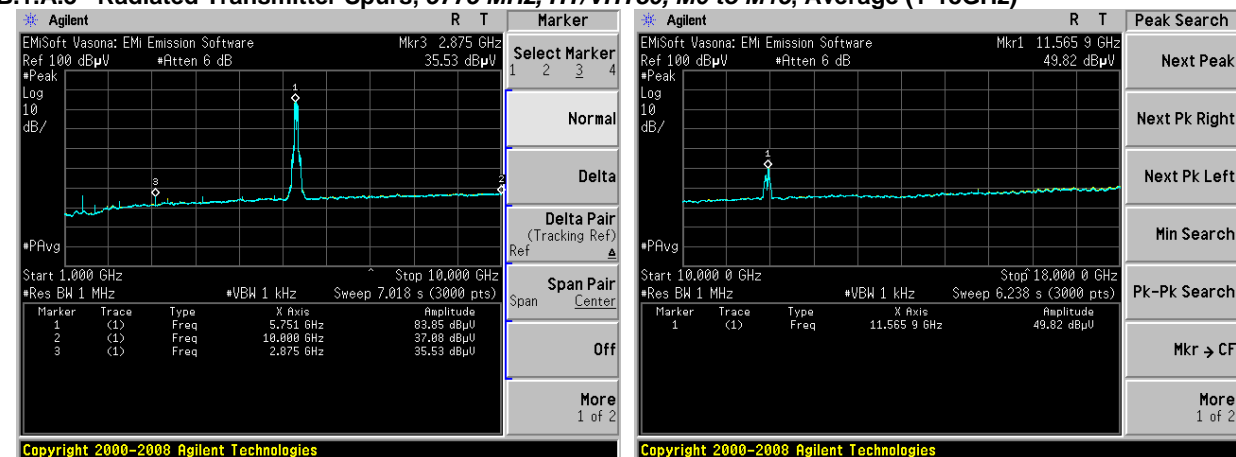 B.1.A.3 Radiated Transmitter Spurs, 5775 MHz, HT/VHT80, M0 to M15, Average (1-18GHz)
Agilent R T
EMiSoft Vasona: EMi Emission Software Mkr3 2.875 GHz
Ref 100 dBµV #Atten 6 dB 35.53 dBµV
#Peak
Log
10
dB/
1
3
2
#PAvg
Start 1.000 GHz ^ Stop 10.000 GHz
#Res BW 1 MHz #VBW 1 kHz Sweep 7.018 s (3000 pts)
Marker Trace Type X Axis Amplitude
1 (1) Freq 5.751 GHz 83.85 dBµV
2 (1) Freq 10.000 GHz 37.08 dBµV
3 (1) Freq 2.875 GHz 35.53 dBµV
Copyright 2000-2008 Agilent Technologies
Marker
Select Marker
1 2 3 4
Normal
Delta
Delta Pair
(Tracking Ref)
Ref Δ
Span Pair
Span Center
Off
More
1 of 2
Agilent R T
EMiSoft Vasona: EMi Emission Software Mkr1 11.565 9 GHz
Ref 100 dBµV #Atten 6 dB 49.82 dBµV
#Peak
Log
10
dB/
1
#PAvg
Start 10.000 0 GHz Stop 18.000 0 GHz
#Res BW 1 MHz #VBW 1 kHz Sweep 6.238 s (3000 pts)
Marker Trace Type X Axis Amplitude
1 (1) Freq 11.565 9 GHz 49.82 dBµV
Copyright 2000-2008 Agilent Technologies
Peak Search
Next Peak
Next Pk Right
Next Pk Left
Min Search
Pk-Pk Search
Mkr → CF
More
1 of 2